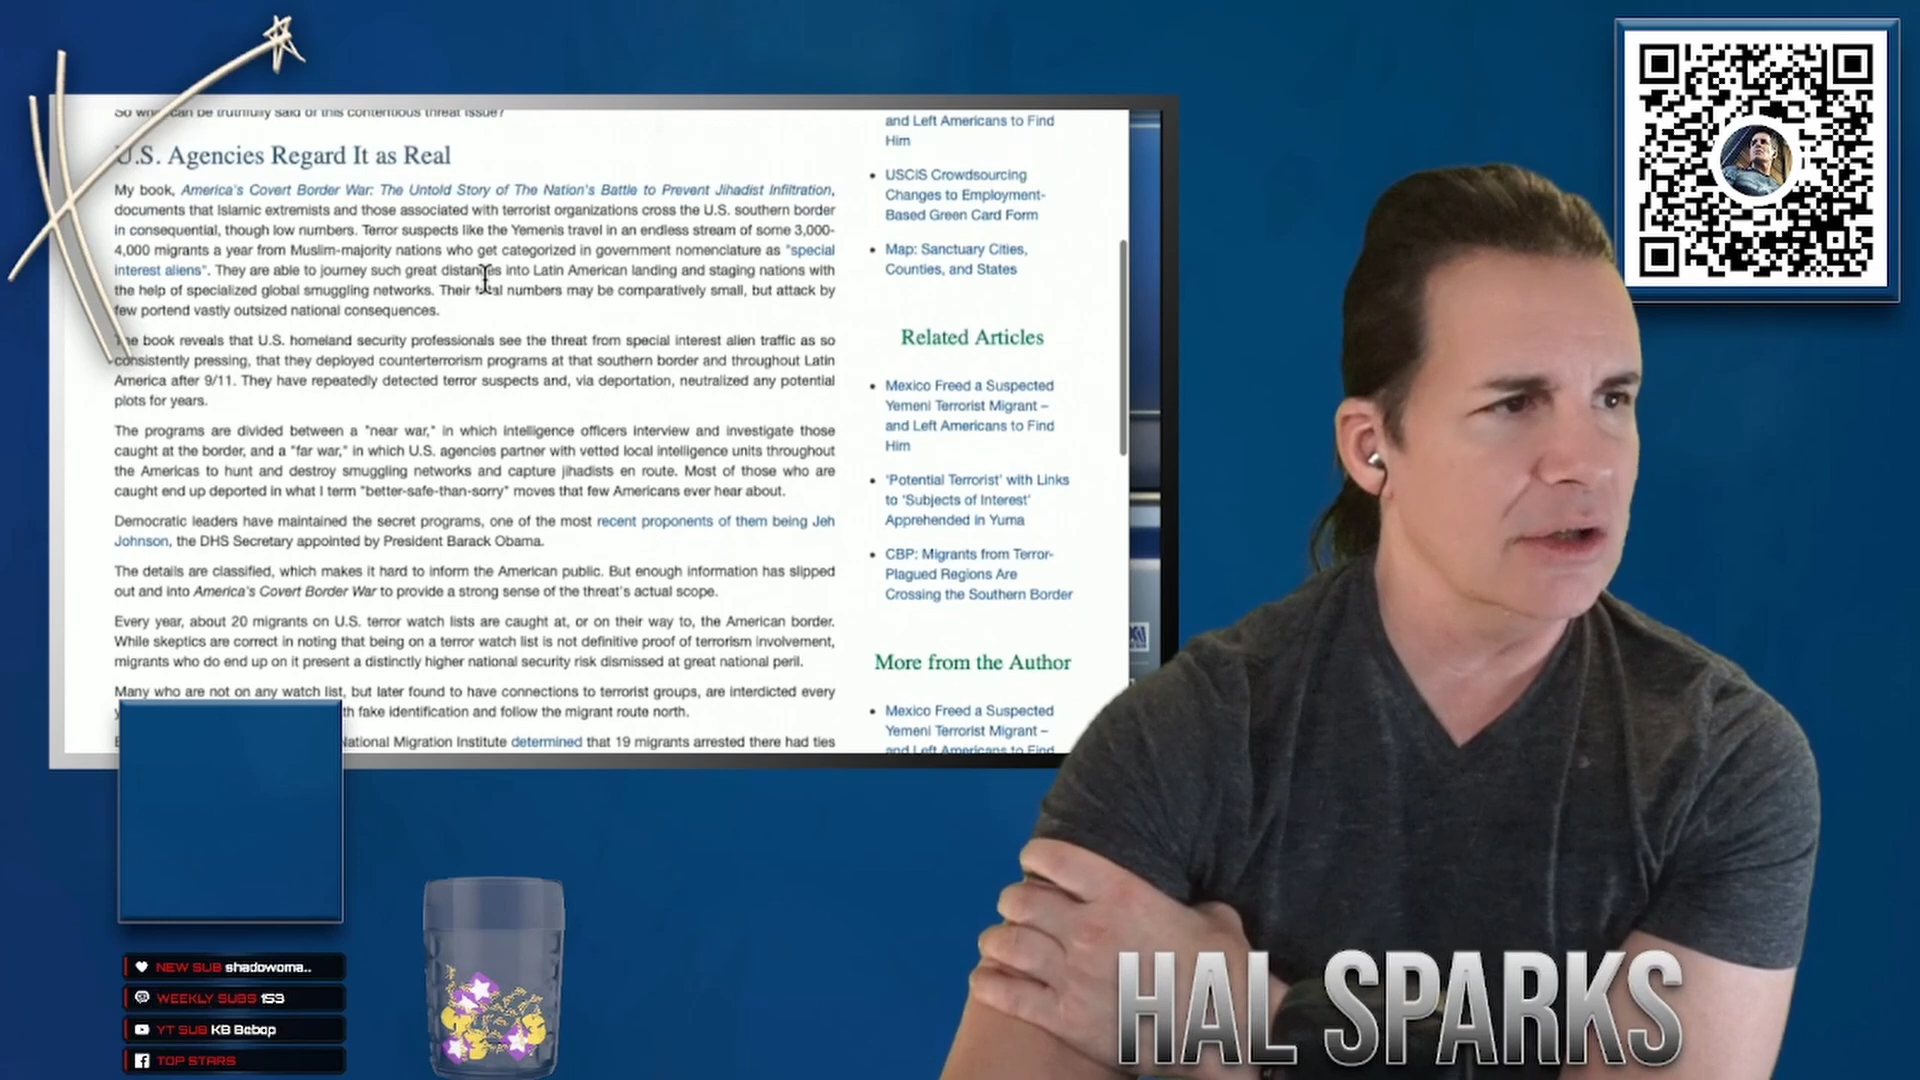 So wh can be truthfully said of this contentious threat issue?
U.S. Agencies Regard It as Real
My book, America's Covert Border War: The Untold Story of The Nation's Battle to Prevent Jihadist Infiltration,
documents that Islamic extremists and those associated with terrorist organizations cross the U.S. southern border
in consequential, though low numbers. Terror suspects like the Yemenis travel in an endless stream of some 3,000-
4,000 migrants a year from Muslim-majority nations who get categorized in government nomenclature as "special
interest aliens". They are able to journey such great distances into Latin American landing and staging nations with
the help of specialized global smuggling networks. Their total numbers may be comparatively small, but attack by
few portend vastly outsized national consequences.
The book reveals that U.S. homeland security professionals see the threat from special interest alien traffic as so
consistently pressing, that they deployed counterterrorism programs at that southern border and throughout Latin
America after 9/11. They have repeatedly detected terror suspects and, via deportation, neutralized any potential
plots for years.
The programs are divided between a "near war," in which intelligence officers interview and investigate those
caught at the border, and a "far war," in which U.S. agencies partner with vetted local intelligence units throughout
the Americas to hunt and destroy smuggling networks and capture jihadists en route. Most of those who are
caught end up deported in what I term "better-safe-than-sorry" moves that few Americans ever hear about.
Democratic leaders have maintained the secret programs, one of the most recent proponents of them being Jeh
Johnson, the DHS Secretary appointed by President Barack Obama.
The details are classified, which makes it hard to inform the American public. But enough information has slipped
out and into America's Covert Border War to provide a strong sense of the threat's actual scope.
Every year, about 20 migrants on U.S. terror watch lists are caught at, or on their way to, the American border.
While skeptics are correct in noting that being on a terror watch list is not definitive proof of terrorism involvement,
migrants who do end up on it present a distinctly higher national security risk dismissed at great national peril.
Many who are not on any watch list, but later found to have connections to terrorist groups, are interdicted every
th fake identification and follow the migrant route north.
National Migration Institute determined that 19 migrants arrested there had ties
and Left Americans to Find
Him
• USCIS Crowdsourcing
Changes to Employment-
Based Green Card Form
• Map: Sanctuary Cities,
Counties, and States
Related Articles
• Mexico Freed a Suspected
Yemeni Terrorist Migrant –
and Left Americans to Find
Him
• 'Potential Terrorist' with Links
to 'Subjects of Interest'
Apprehended in Yuma
• CBP: Migrants from Terror-
Plagued Regions Are
Crossing the Southern Border
More from the Author
• Mexico Freed a Suspected
Yemeni Terrorist Migrant –
and Left Americans to Find
NEW SUB shadowoma..
WEEKLY SUBS 153
YT SUB KB Bebop
TOP STARS
HAL SPARKS